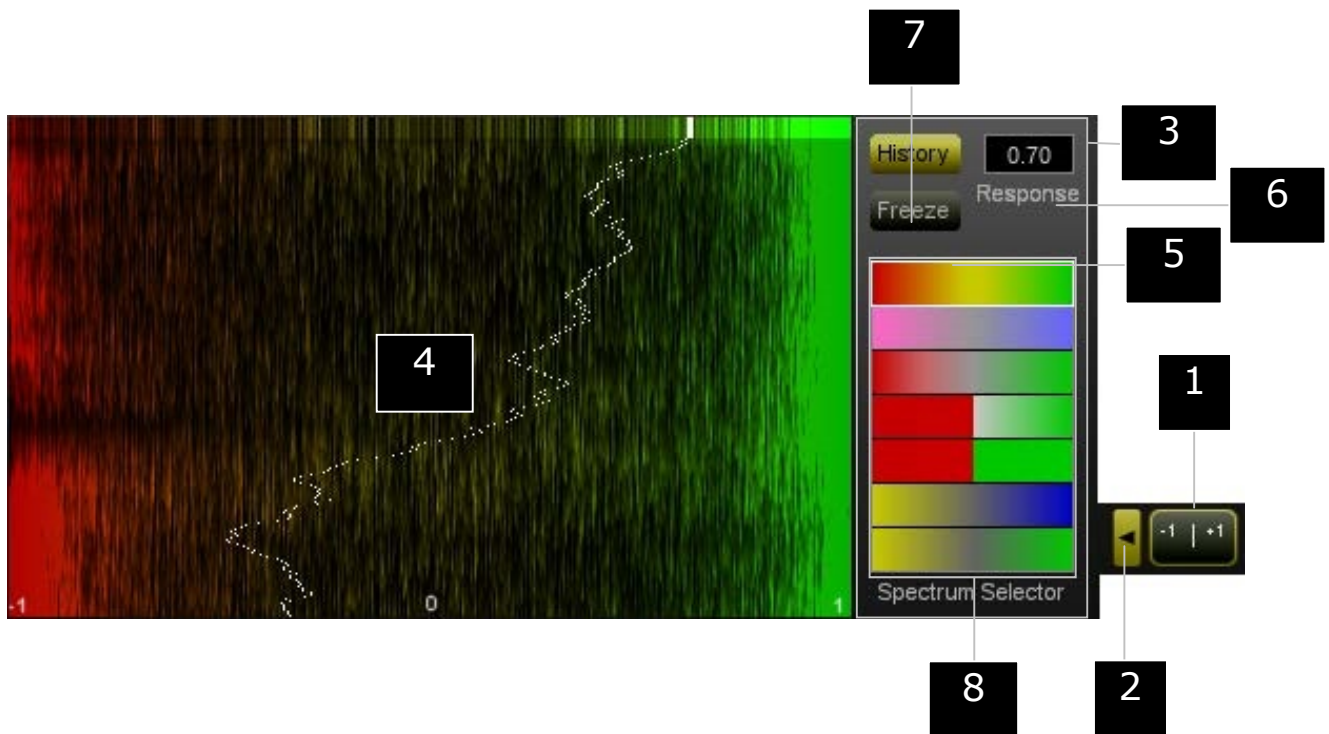 7
3
History
0.70
Response
6
Freeze
5
4
1
-1 | +1
-1
0
1
Spectrum Selector
8
2